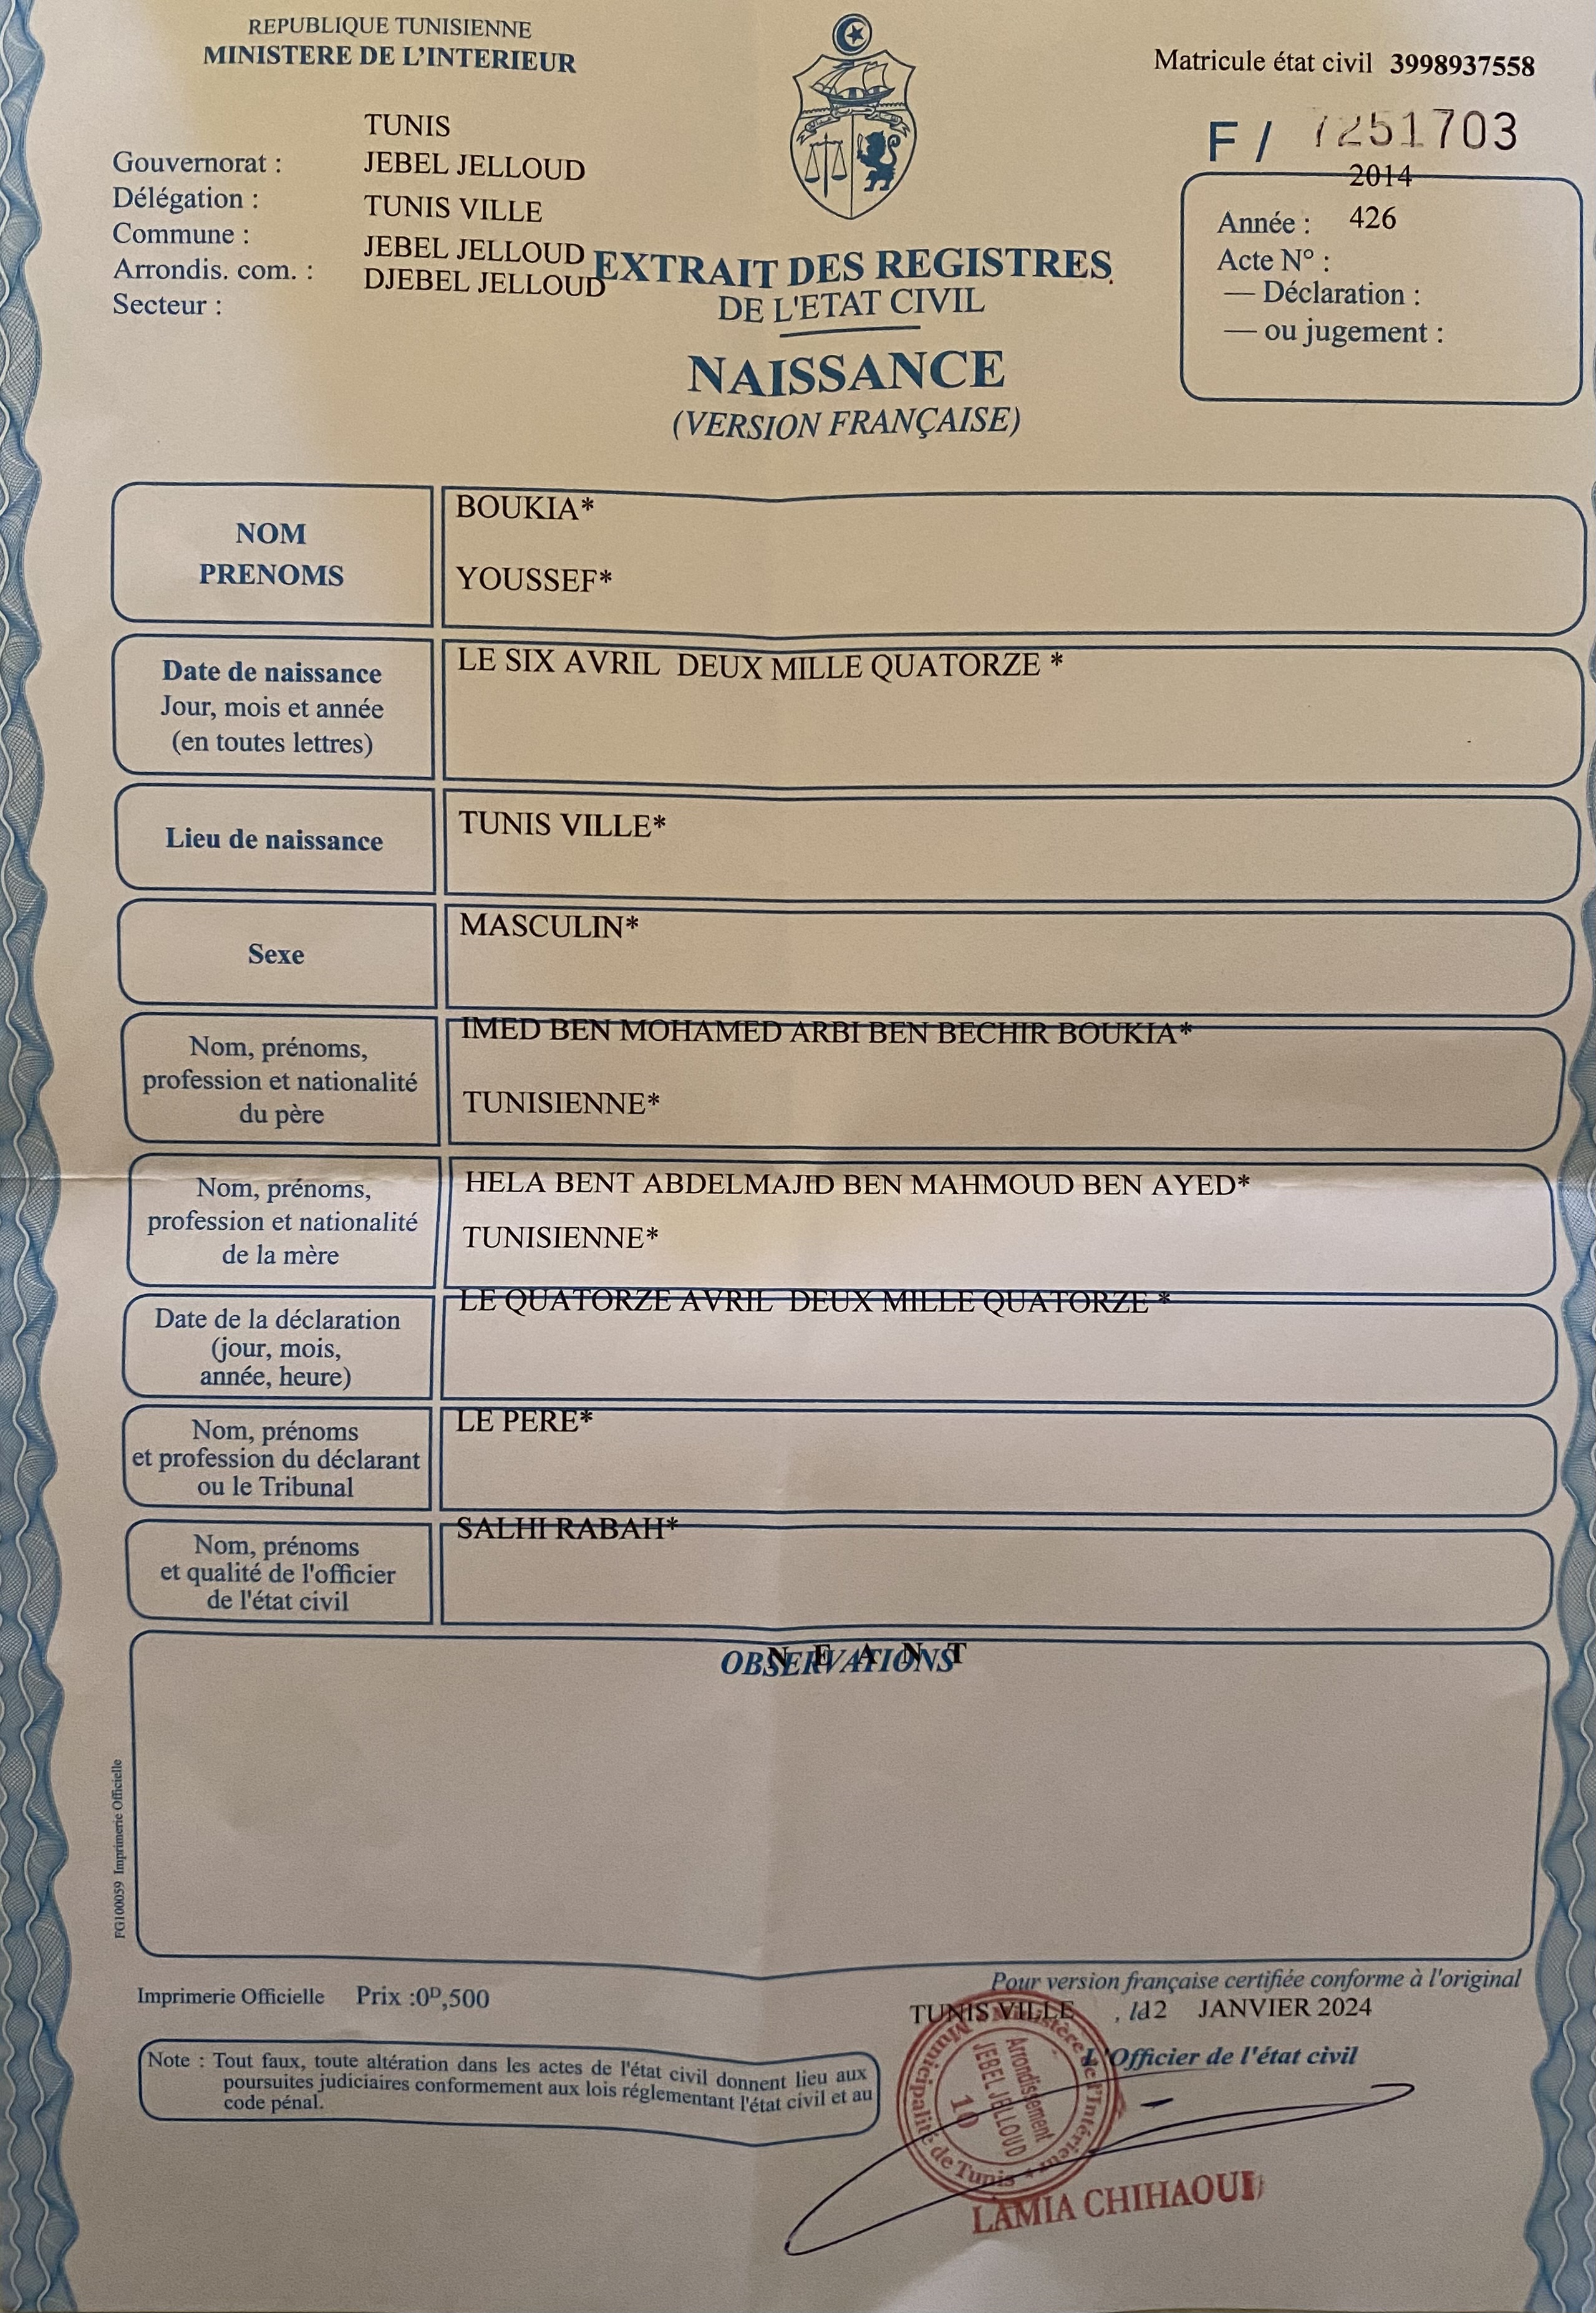 REPUBLIQUE TUNISIENNE
MINISTERE DE L'INTERIEUR
Matricule état civil 3998937558
F / 7251703
TUNIS
Gouvernorat : JEBEL JELLOUD
Délégation : TUNIS VILLE
Commune : JEBEL JELLOUD
Arrondis. com. : DJEBEL JELLOUD
Secteur :
2014
Année : 426
Acte N° :
— Déclaration :
— ou jugement :
EXTRAIT DES REGISTRES
DE L'ETAT CIVIL
NAISSANCE
(VERSION FRANÇAISE)
NOM
PRENOMS
BOUKIA*
YOUSSEF*
Date de naissance
Jour, mois et année
(en toutes lettres)
LE SIX AVRIL DEUX MILLE QUATORZE *
Lieu de naissance
TUNIS VILLE*
Sexe
MASCULIN*
Nom, prénoms,
profession et nationalité
du père
IMED BEN MOHAMED ARBI BEN BECHIR BOUKIA*
TUNISIENNE*
Nom, prénoms,
profession et nationalité
de la mère
HELA BENT ABDELMAJID BEN MAHMOUD BEN AYED*
TUNISIENNE*
Date de la déclaration
(jour, mois,
année, heure)
LE QUATORZE AVRIL DEUX MILLE QUATORZE *
Nom, prénoms
et profession du déclarant
ou le Tribunal
LE PERE*
Nom, prénoms
et qualité de l'officier
de l'état civil
SALHI RABAH*
OBSERVATIONS
N E A N T
FG100059 Imprimerie Officielle
Imprimerie Officielle Prix :0ᴰ,500
Pour version française certifiée conforme à l'original
TUNIS VILLE , le 12 JANVIER 2024
L'Officier de l'état civil
Note : Tout faux, toute altération dans les actes de l'état civil donnent lieu aux
poursuites judiciaires conformement aux lois réglementant l'état civil et au
code pénal.
Ministère de l'Intérieur
Municipalité de Tunis
Arrondissement
JEBEL JELLOUD
10
LAMIA CHIHAOUI